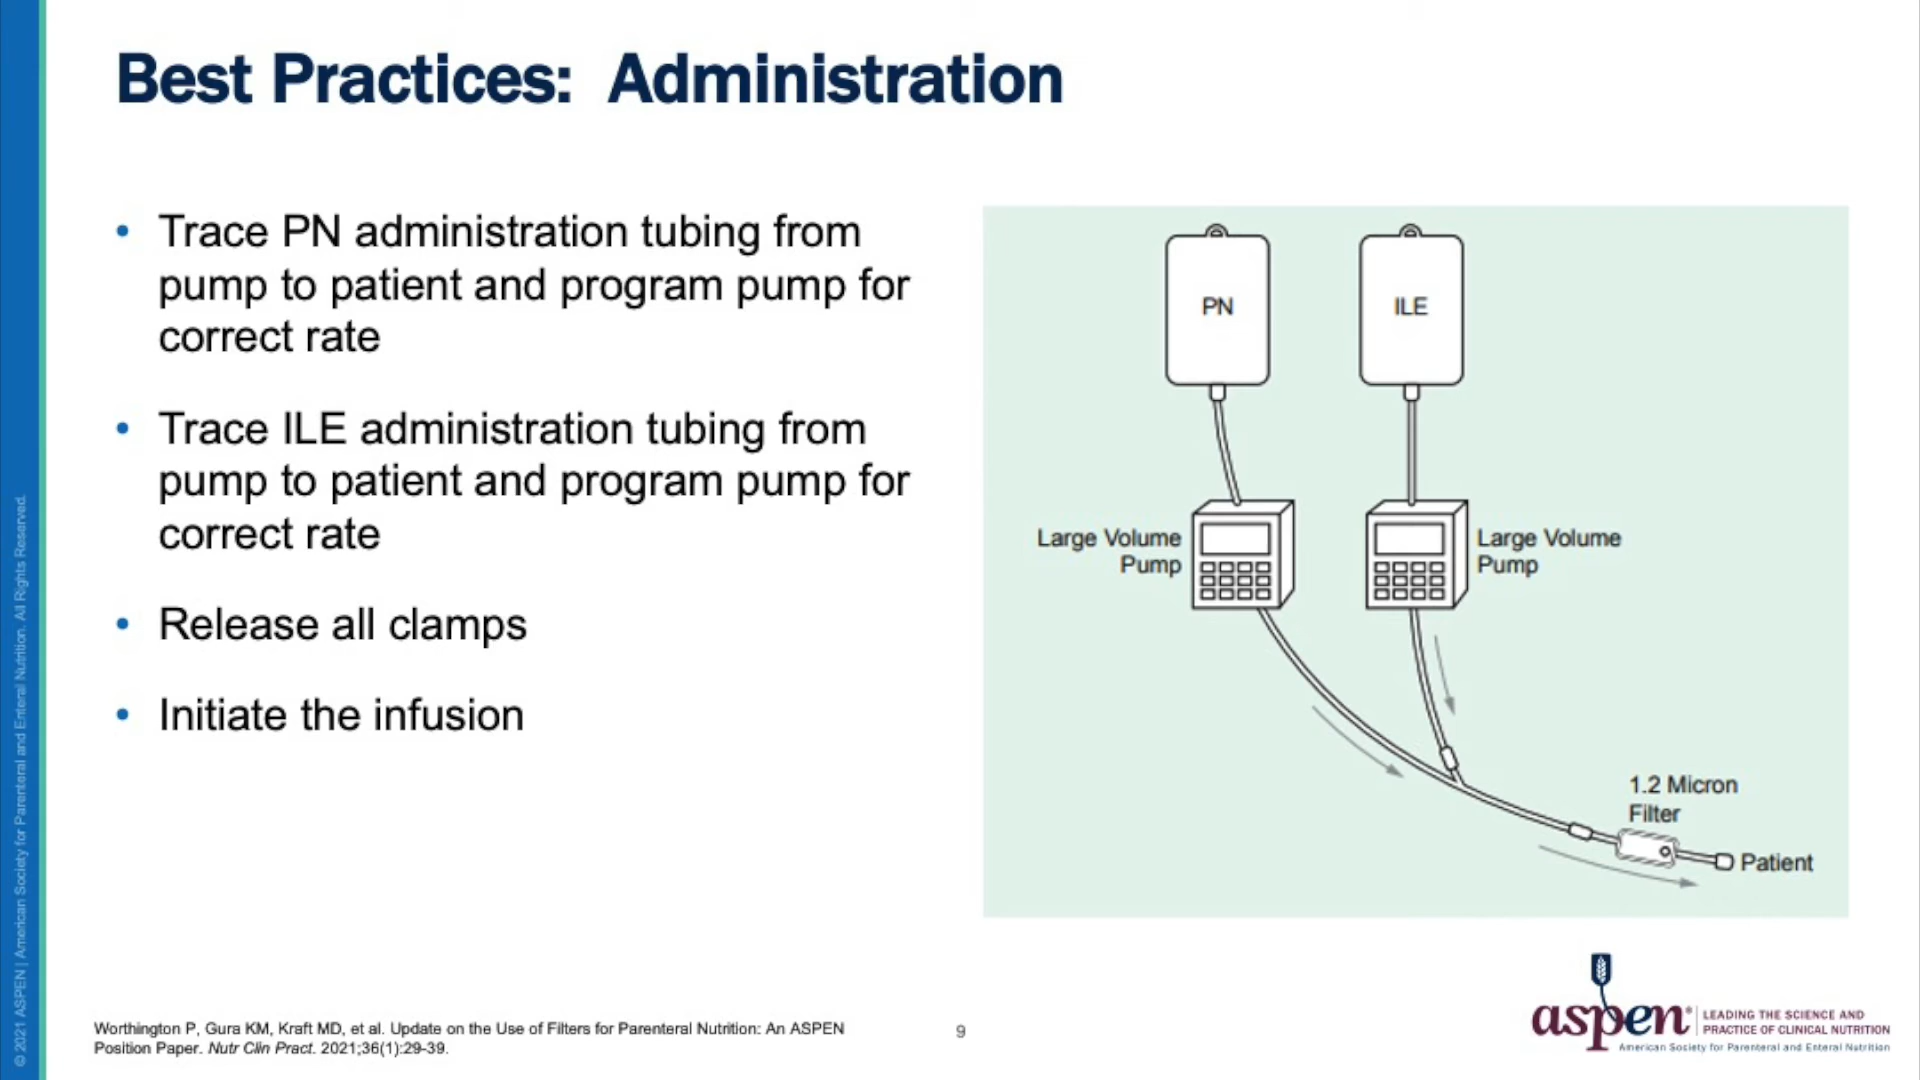 Best Practices: Administration
• Trace PN administration tubing from
pump to patient and program pump for
correct rate
• Trace ILE administration tubing from
pump to patient and program pump for
correct rate
• Release all clamps
• Initiate the infusion
PN
ILE
Large Volume
Pump
Large Volume
Pump
1.2 Micron
Filter
Patient
© 2021 ASPEN | American Society for Parenteral and Enteral Nutrition. All Rights Reserved.
Worthington P, Gura KM, Kraft MD, et al. Update on the Use of Filters for Parenteral Nutrition: An ASPEN
Position Paper. Nutr Clin Pract. 2021;36(1):29-39.
9
aspen®
LEADING THE SCIENCE AND
PRACTICE OF CLINICAL NUTRITION
American Society for Parenteral and Enteral Nutrition